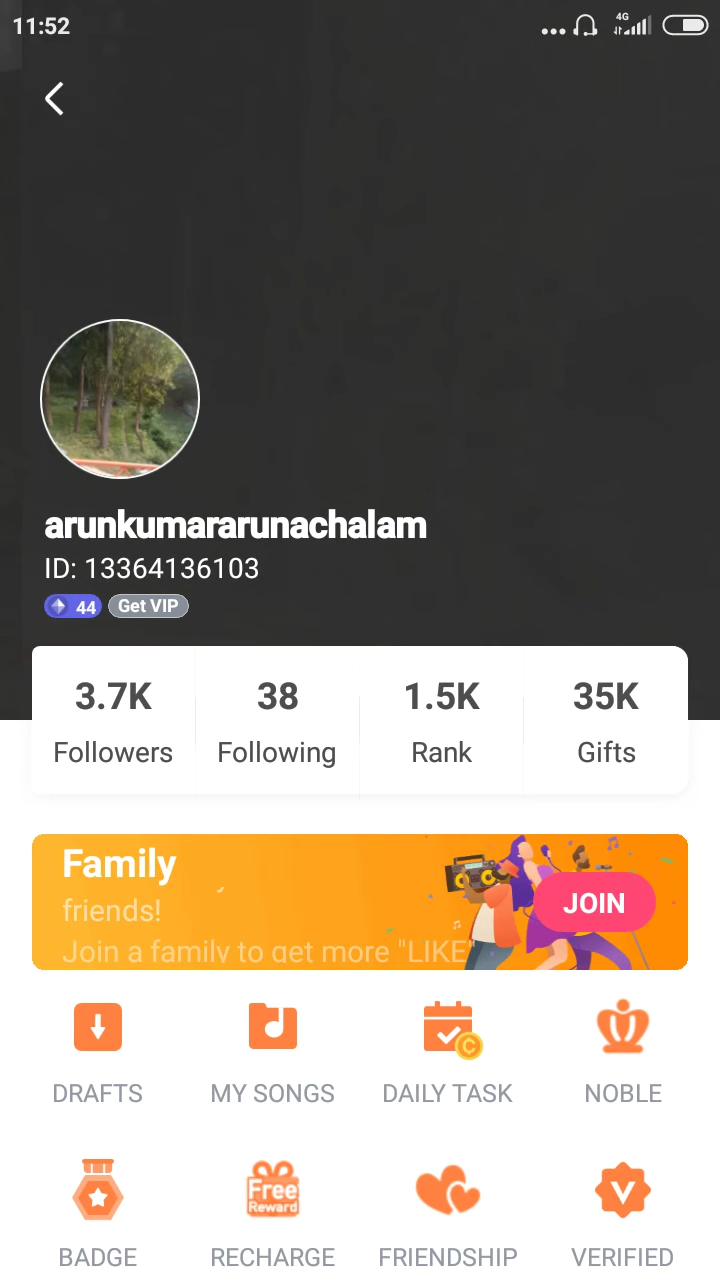 11:52
4G
arunkumararunachalam
ID: 13364136103
44 Get VIP
3.7K 38 1.5K 35K
Followers Following Rank Gifts
Family
friends!
JOIN
Join a family to get more "LIKE"
DRAFTS MY SONGS DAILY TASK NOBLE
Free
Reward
BADGE RECHARGE FRIENDSHIP VERIFIED